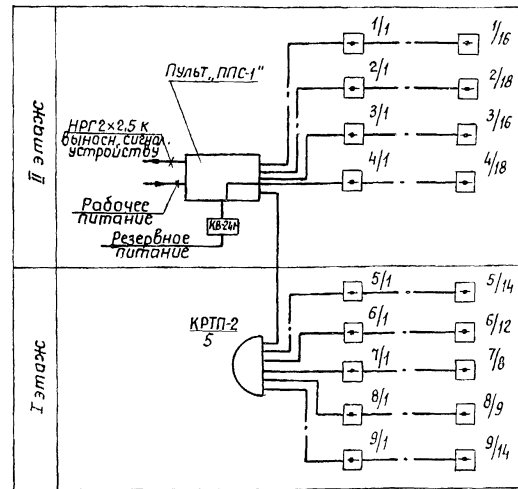 II этаже
Пульт „ППС-1"
НРГ 2×2,5 к
выносн. сигнал.
устройству
Рабочее
питание
КВ-24н
Резервное
питание
1/1
1/16
2/1
2/18
3/1
3/16
4/1
4/18
I этаж
КРТП-2
5
5/1
5/14
6/1
6/12
7/1
7/8
8/1
8/9
9/1
9/14